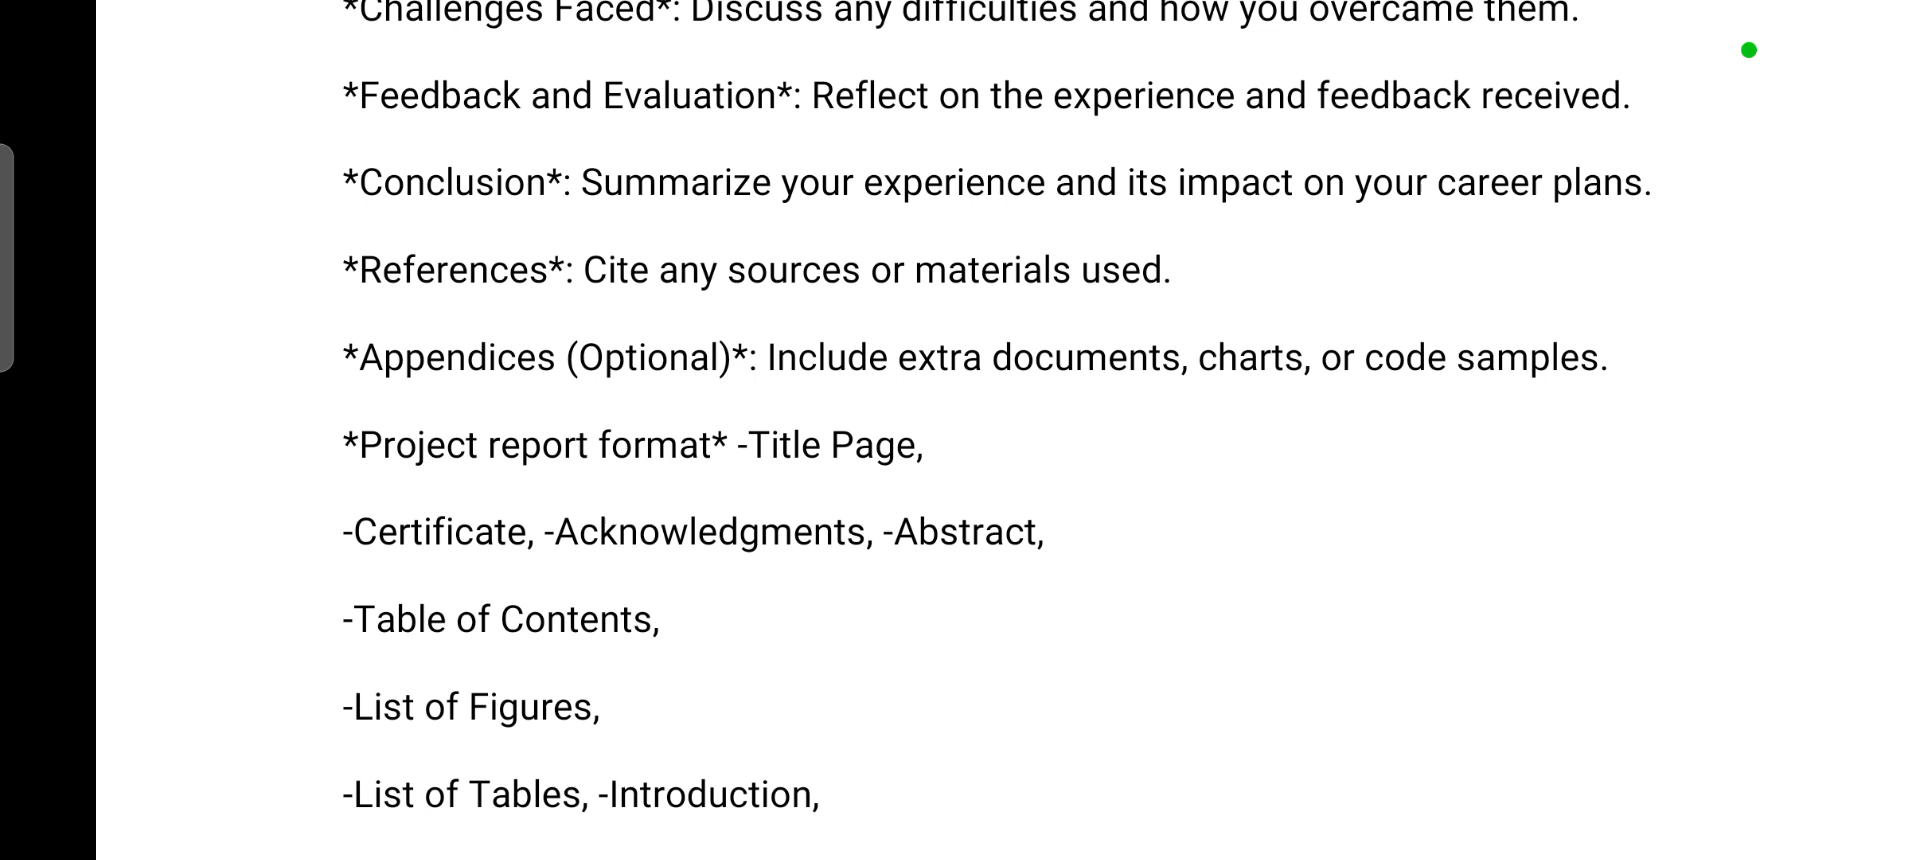 *Challenges Faced*: Discuss any difficulties and how you overcame them.
*Feedback and Evaluation*: Reflect on the experience and feedback received.
*Conclusion*: Summarize your experience and its impact on your career plans.
*References*: Cite any sources or materials used.
*Appendices (Optional)*: Include extra documents, charts, or code samples.
*Project report format* -Title Page,
-Certificate, -Acknowledgments, -Abstract,
-Table of Contents,
-List of Figures,
-List of Tables, -Introduction,